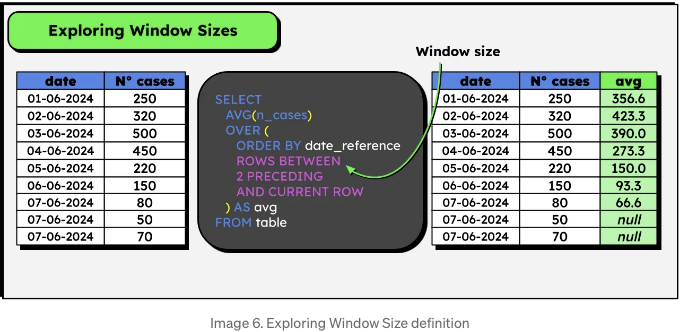 Exploring Window Sizes
Window size
date N° cases
01-06-2024 250
02-06-2024 320
03-06-2024 500
04-06-2024 450
05-06-2024 220
06-06-2024 150
07-06-2024 80
07-06-2024 50
07-06-2024 70
SELECT
AVG(n_cases)
OVER (
ORDER BY date_reference
ROWS BETWEEN
2 PRECEDING
AND CURRENT ROW
) AS avg
FROM table
date N° cases avg
01-06-2024 250 356.6
02-06-2024 320 423.3
03-06-2024 500 390.0
04-06-2024 450 273.3
05-06-2024 220 150.0
06-06-2024 150 93.3
07-06-2024 80 66.6
07-06-2024 50 null
07-06-2024 70 null
Image 6. Exploring Window Size definition